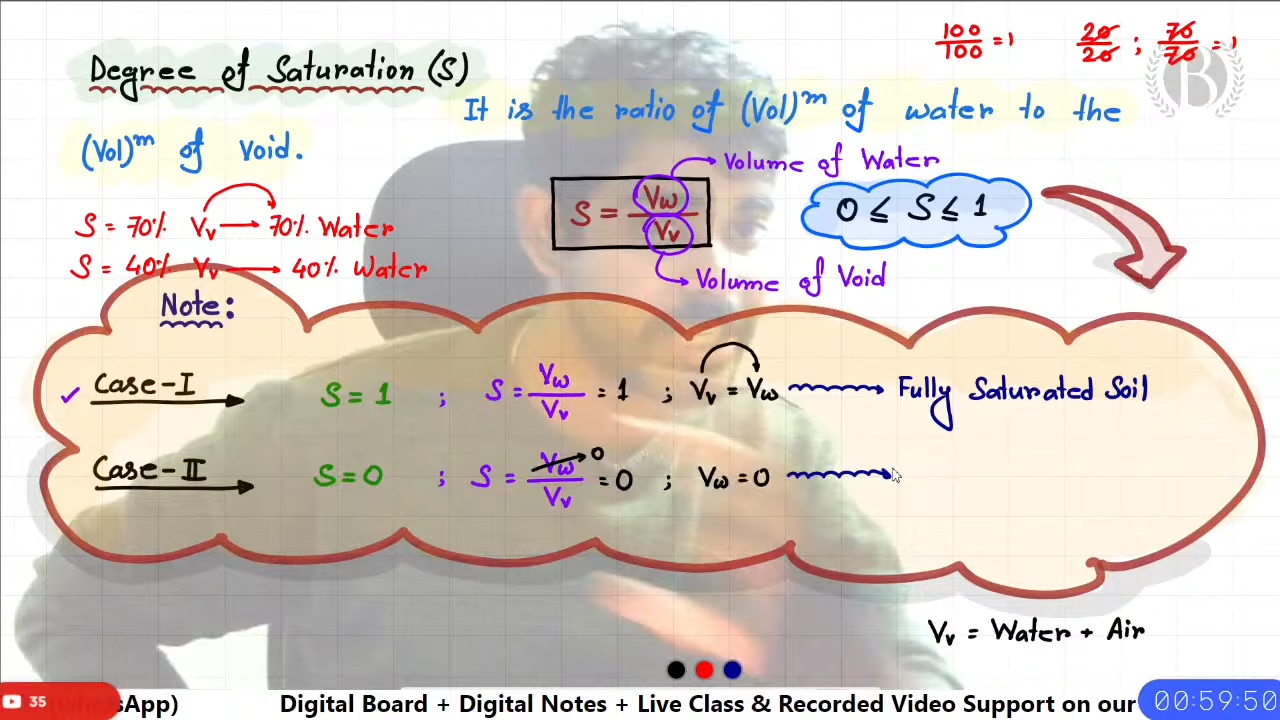 100/100 = 1   20/20 ; 70/70 = 1
Degree of Saturation (S)
It is the ratio of (Vol)ᵐ of water to the
(Vol)ᵐ of void.
B
S = Vw/Vv
Volume of Water
Volume of Void
0 ≤ S ≤ 1
S = 70% Vv → 70% Water
S = 40% Vv → 40% Water
Note:
✓ Case-I → S = 1 ; S = Vw/Vv = 1 ; Vv = Vw → Fully Saturated Soil
Case-II → S = 0 ; S = Vw/Vv → 0 = 0 ; Vw = 0 →
Vv = Water + Air
35
App) Digital Board + Digital Notes + Live Class & Recorded Video Support on our
00:59:50